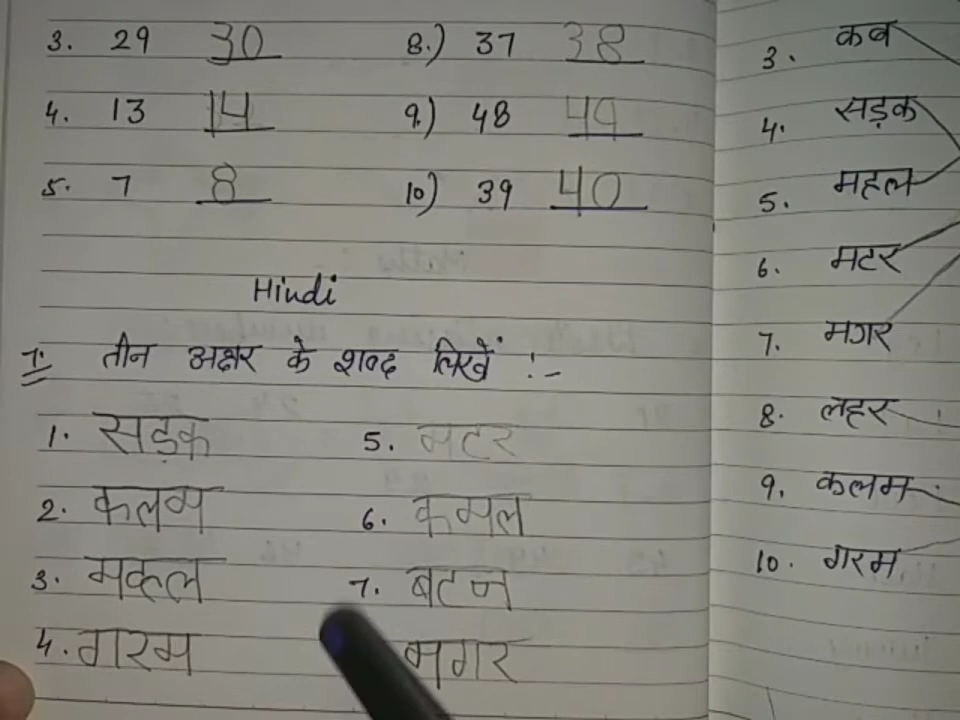 3. 29 30 8.) 37 38
4. 13 14 9.) 48 49
5. 7 8 10) 39 40
Hindi
तीन अक्षर के शब्द लिखें :-
1. सड़क 5. मटर
2. कलम 6. कमल
3. महल 7. बटन
4. गरम मगर
3. कब
4. सड़क
5. महल
6. मटर
7. मगर
8. लहर
9. कलम
10. गरम